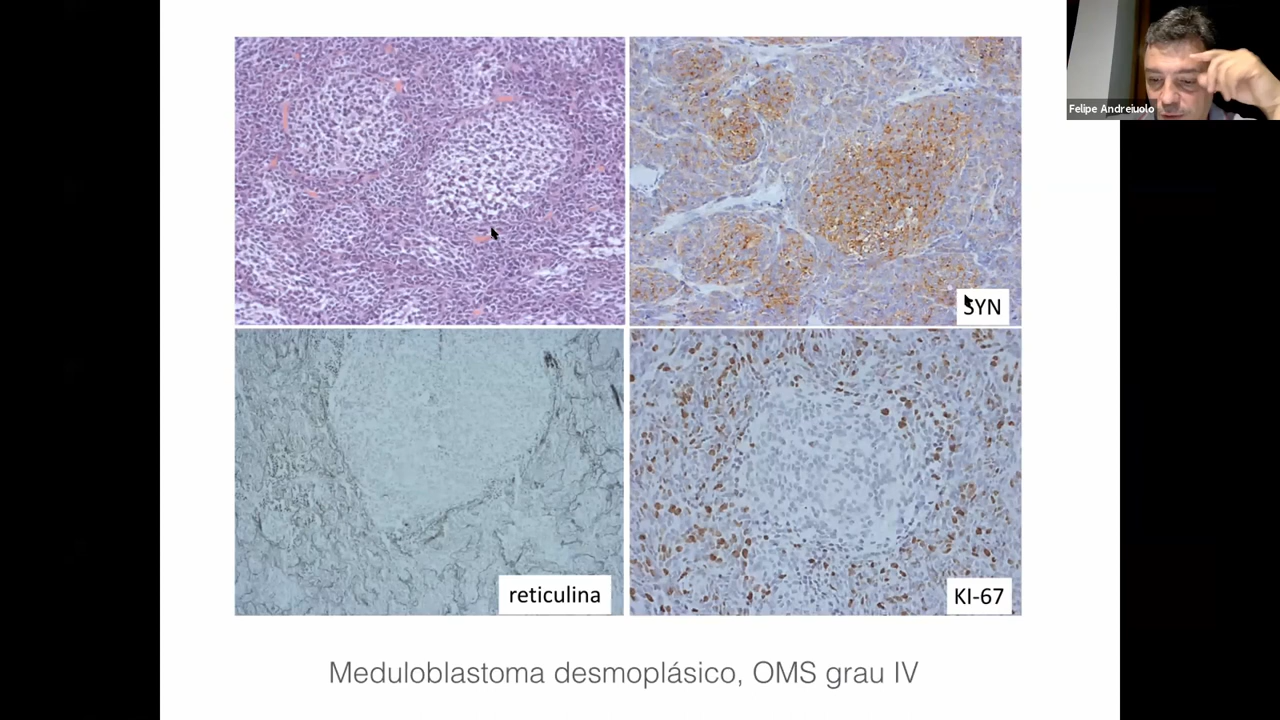 Felipe Andreiuolo
SYN
reticulina
KI-67
Meduloblastoma desmoplásico, OMS grau IV